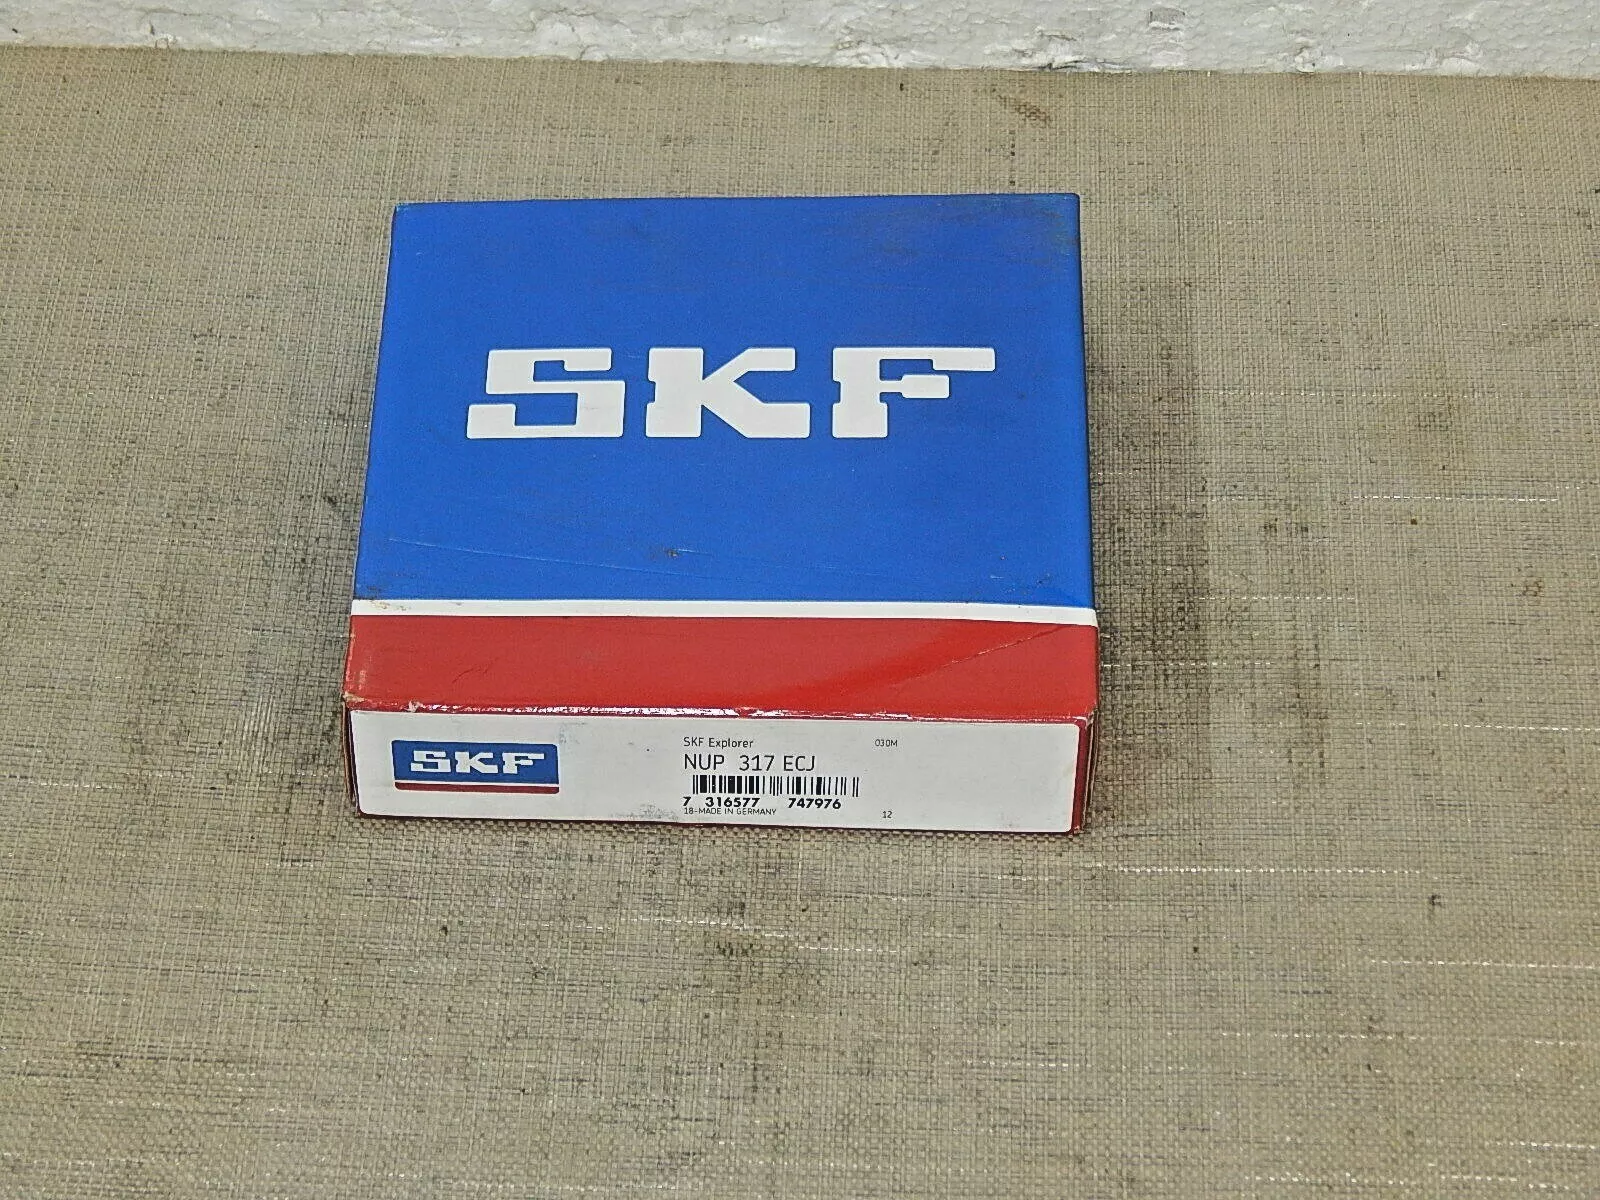 SKF
SKF
SKF Explorer 030M
NUP 317 ECJ
7 316577 747976
18-MADE IN GERMANY 12